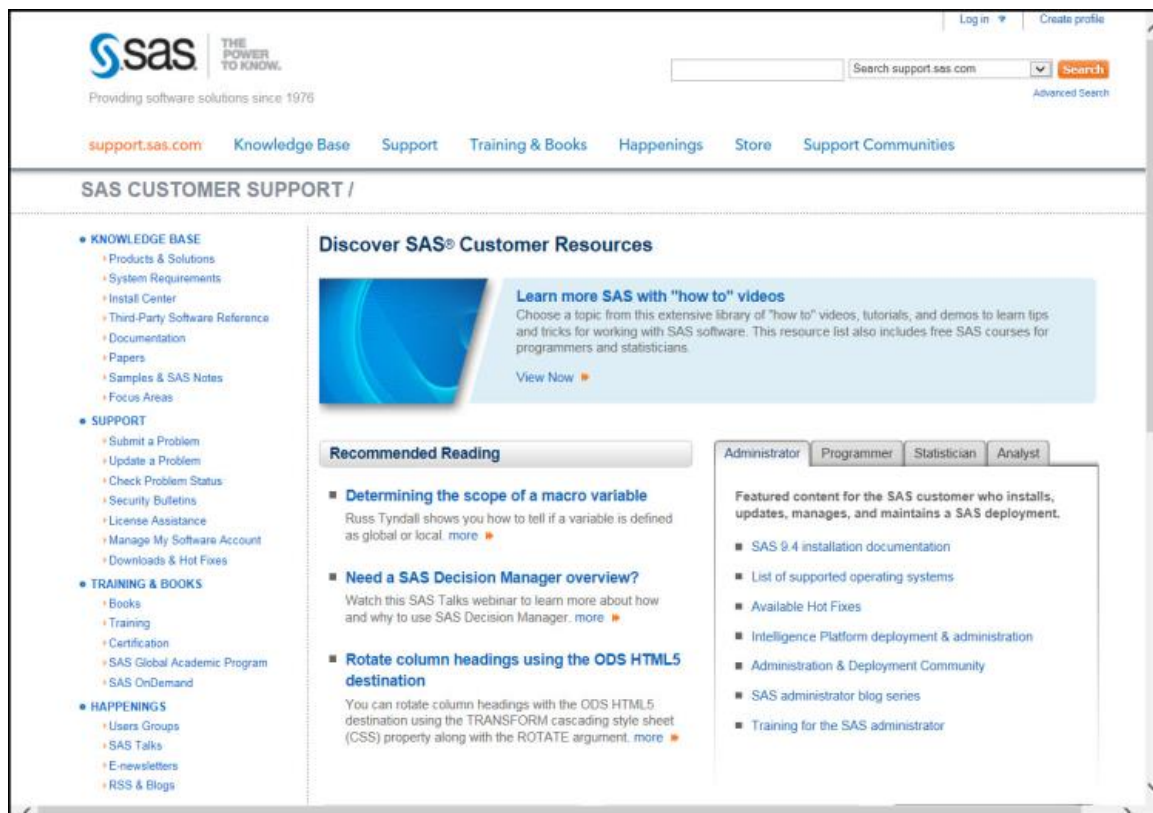 Log in
Create profile
sas
THE
POWER
TO KNOW.
Search support.sas.com
Search
Advanced Search
Providing software solutions since 1976
support.sas.com
Knowledge Base
Support
Training & Books
Happenings
Store
Support Communities
SAS CUSTOMER SUPPORT /
KNOWLEDGE BASE
Products & Solutions
System Requirements
Install Center
Third-Party Software Reference
Documentation
Papers
Samples & SAS Notes
Focus Areas
SUPPORT
Submit a Problem
Update a Problem
Check Problem Status
Security Bulletins
License Assistance
Manage My Software Account
Downloads & Hot Fixes
TRAINING & BOOKS
Books
Training
Certification
SAS Global Academic Program
SAS OnDemand
HAPPENINGS
Users Groups
SAS Talks
E-newsletters
RSS & Blogs
Discover SAS® Customer Resources
Learn more SAS with "how to" videos
Choose a topic from this extensive library of "how to" videos, tutorials, and demos to learn tips
and tricks for working with SAS software. This resource list also includes free SAS courses for
programmers and statisticians.
View Now
Recommended Reading
Determining the scope of a macro variable
Russ Tyndall shows you how to tell if a variable is defined
as global or local. more
Need a SAS Decision Manager overview?
Watch this SAS Talks webinar to learn more about how
and why to use SAS Decision Manager. more
Rotate column headings using the ODS HTML5
destination
You can rotate column headings with the ODS HTML5
destination using the TRANSFORM cascading style sheet
(CSS) property along with the ROTATE argument. more
Administrator
Programmer
Statistician
Analyst
Featured content for the SAS customer who installs,
updates, manages, and maintains a SAS deployment.
SAS 9.4 installation documentation
List of supported operating systems
Available Hot Fixes
Intelligence Platform deployment & administration
Administration & Deployment Community
SAS administrator blog series
Training for the SAS administrator